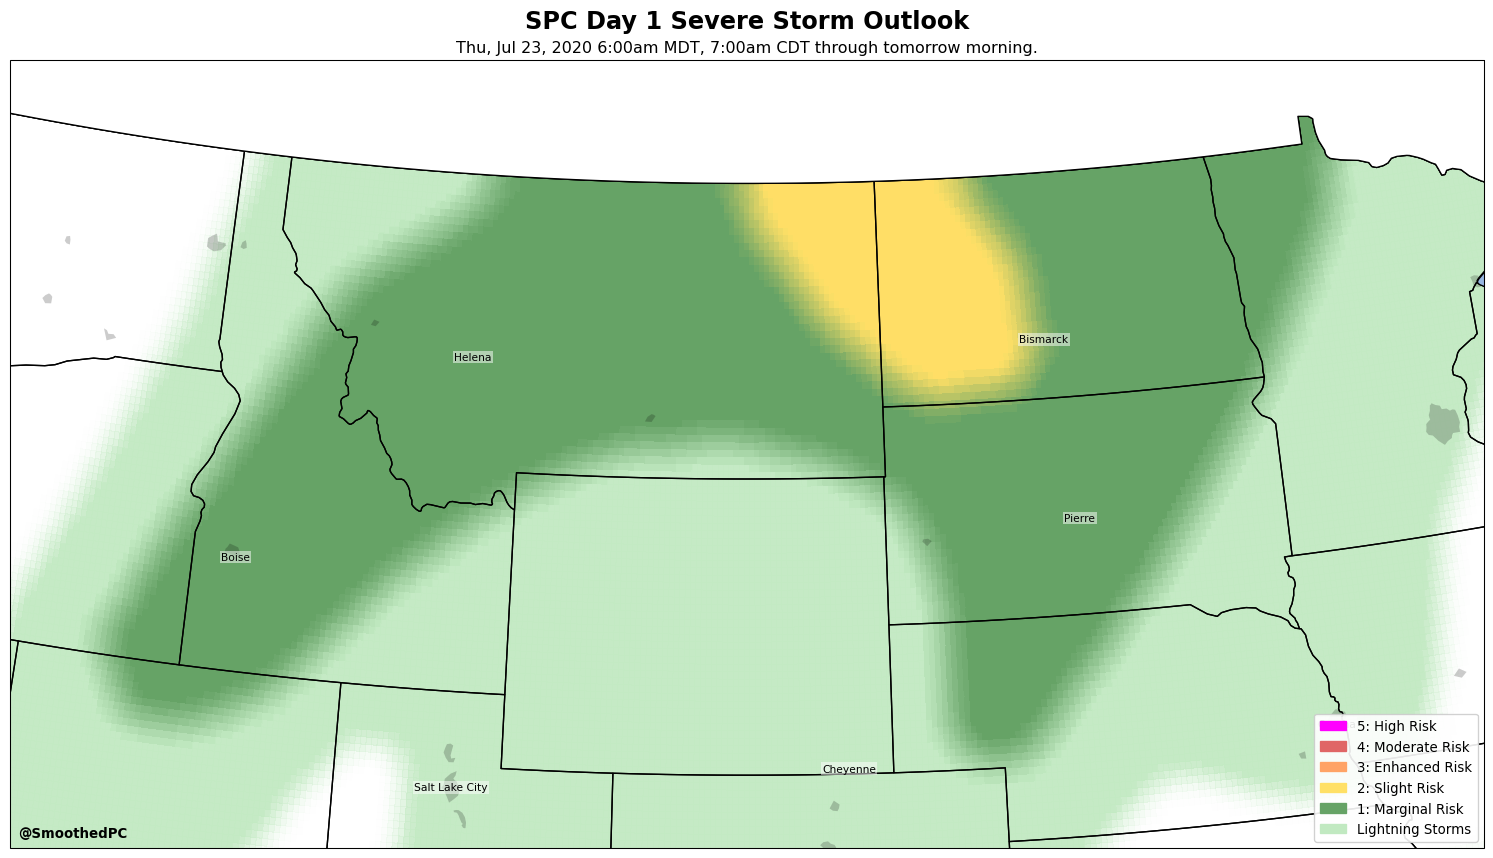 SPC Day 1 Severe Storm Outlook
Thu, Jul 23, 2020 6:00am MDT, 7:00am CDT through tomorrow morning.
Bismarck
Helena
Pierre
Boise
Cheyenne
Salt Lake City
5: High Risk
4: Moderate Risk
3: Enhanced Risk
2: Slight Risk
1: Marginal Risk
Lightning Storms
@SmoothedPC